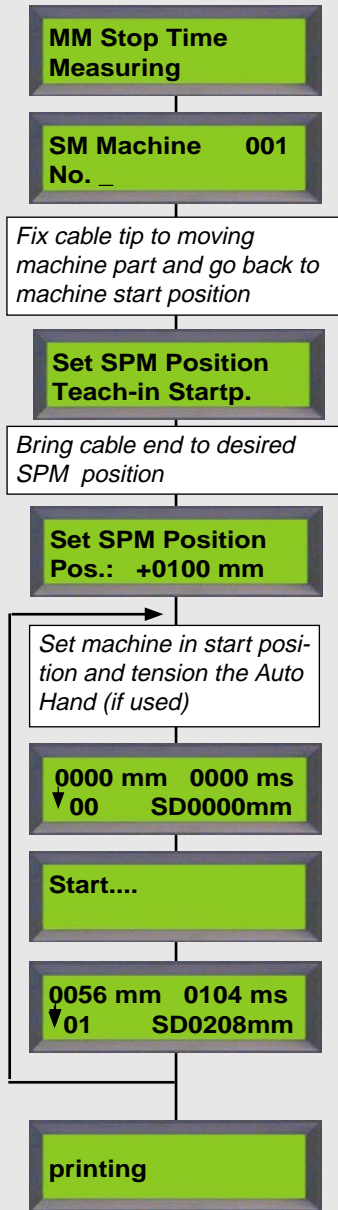 MM Stop Time
Measuring
SM Machine 001
No. _
Fix cable tip to moving
machine part and go back to
machine start position
Set SPM Position
Teach-in Startp.
Bring cable end to desired
SPM position
Set SPM Position
Pos.: +0100 mm
Set machine in start posi-
tion and tension the Auto
Hand (if used)
0000 mm 0000 ms
00 SD0000mm
Start....
0056 mm 0104 ms
01 SD0208mm
printing